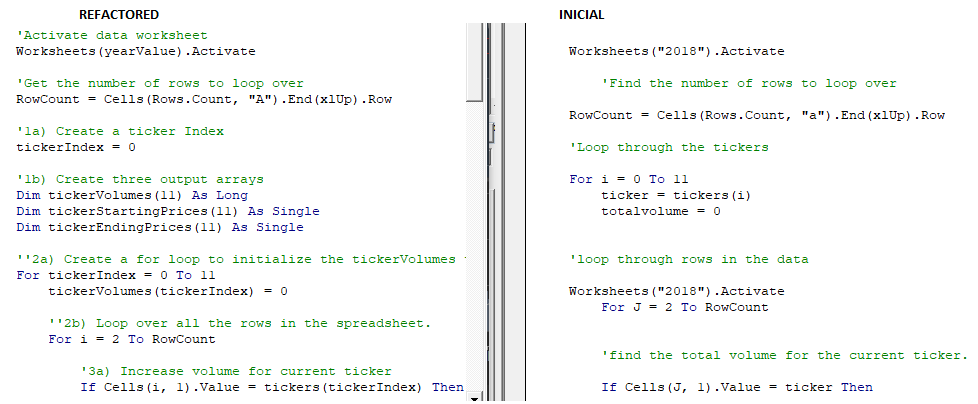 REFACTORED
'Activate data worksheet
Worksheets(yearValue).Activate
'Get the number of rows to loop over
RowCount = Cells(Rows.Count, "A").End(xlUp).Row
'1a) Create a ticker Index
tickerIndex = 0
'1b) Create three output arrays
Dim tickerVolumes(11) As Long
Dim tickerStartingPrices(11) As Single
Dim tickerEndingPrices(11) As Single
''2a) Create a for loop to initialize the tickerVolumes
For tickerIndex = 0 To 11
tickerVolumes(tickerIndex) = 0
''2b) Loop over all the rows in the spreadsheet.
For i = 2 To RowCount
'3a) Increase volume for current ticker
If Cells(i, 1).Value = tickers(tickerIndex) Then
INICIAL
Worksheets("2018").Activate
'Find the number of rows to loop over
RowCount = Cells(Rows.Count, "a").End(xlUp).Row
'Loop through the tickers
For i = 0 To 11
ticker = tickers(i)
totalvolume = 0
'loop through rows in the data
Worksheets("2018").Activate
For J = 2 To RowCount
'find the total volume for the current ticker.
If Cells(J, 1).Value = ticker Then